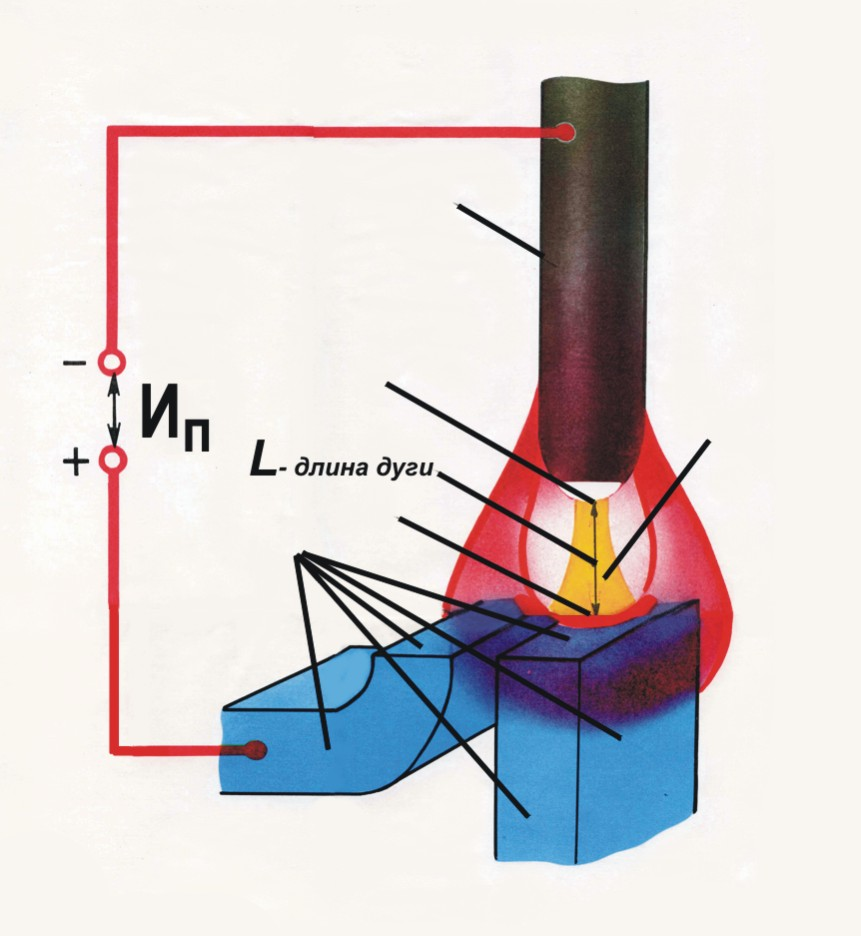 –
Ип
+
L- длина дуги